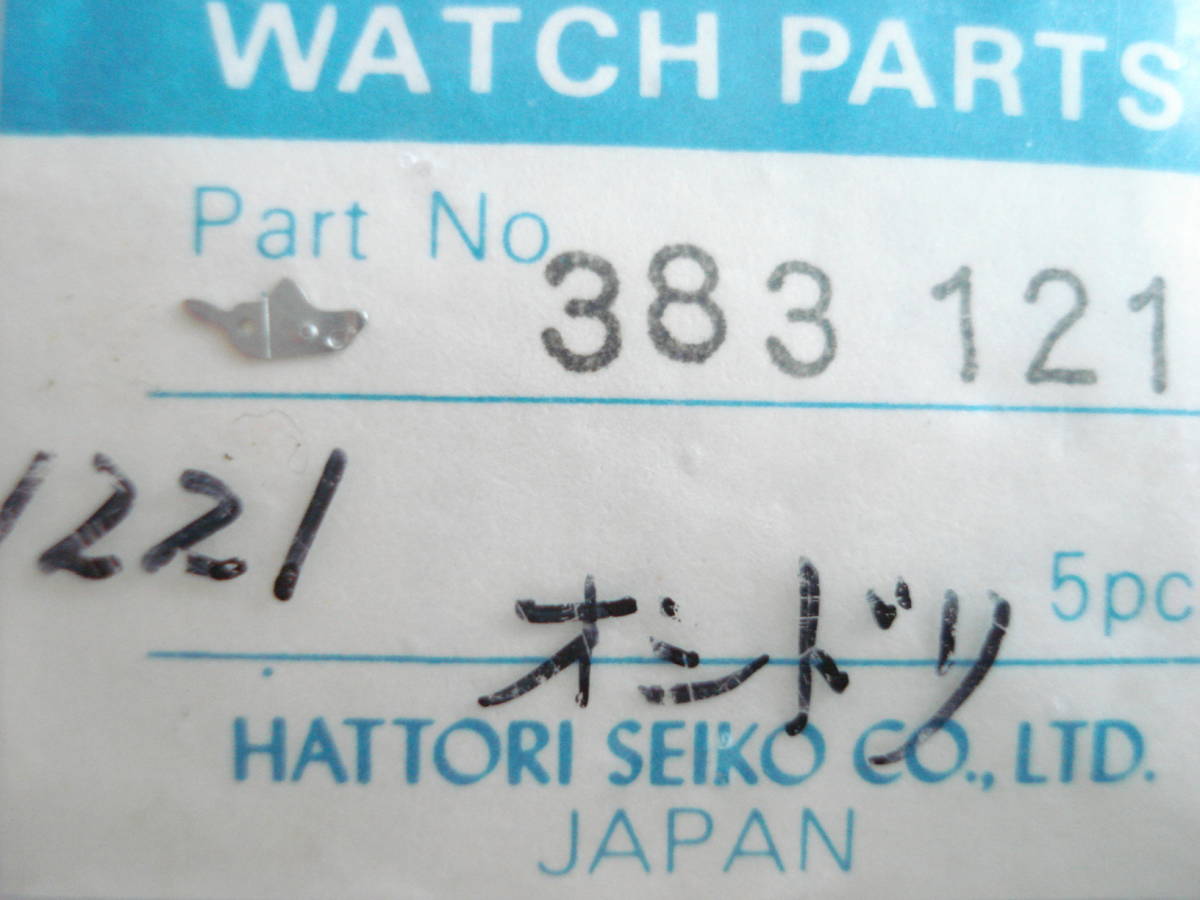 WATCH PARTS
Part No
383 121
1221
5pc
オシドリ
HATTORI SEIKO CO., LTD.
JAPAN